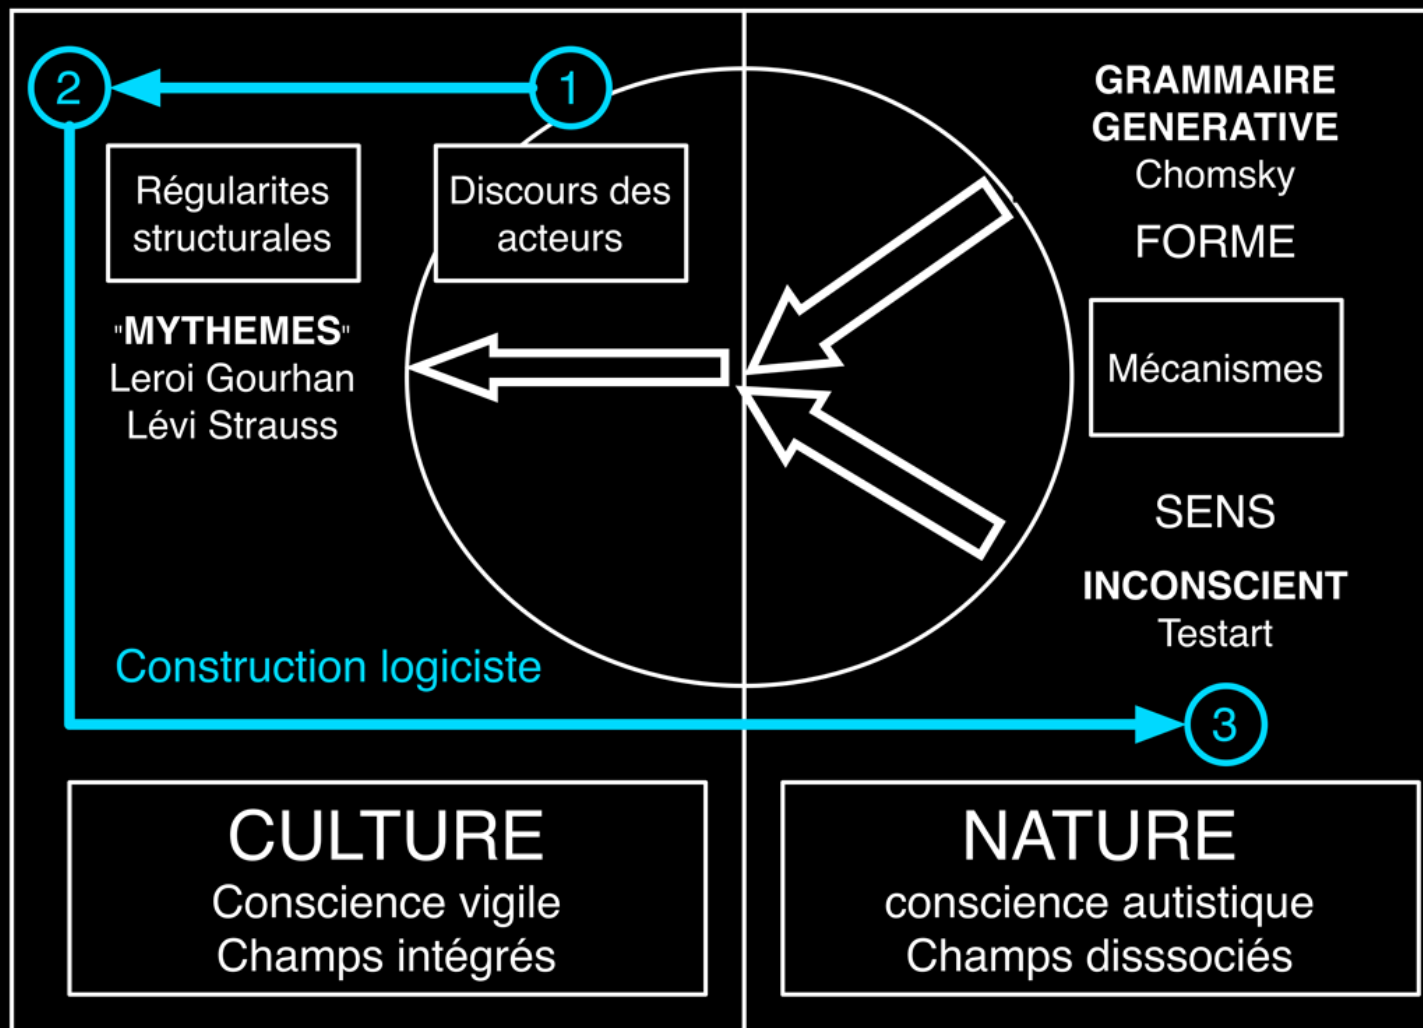 2
1
Régularites
structurales
Discours des
acteurs
"MYTHEMES"
Leroi Gourhan
Lévi Strauss
Construction logiciste
GRAMMAIRE
GENERATIVE
Chomsky
FORME
Mécanismes
SENS
INCONSCIENT
Testart
3
CULTURE
Conscience vigile
Champs intégrés
NATURE
conscience autistique
Champs disssociés